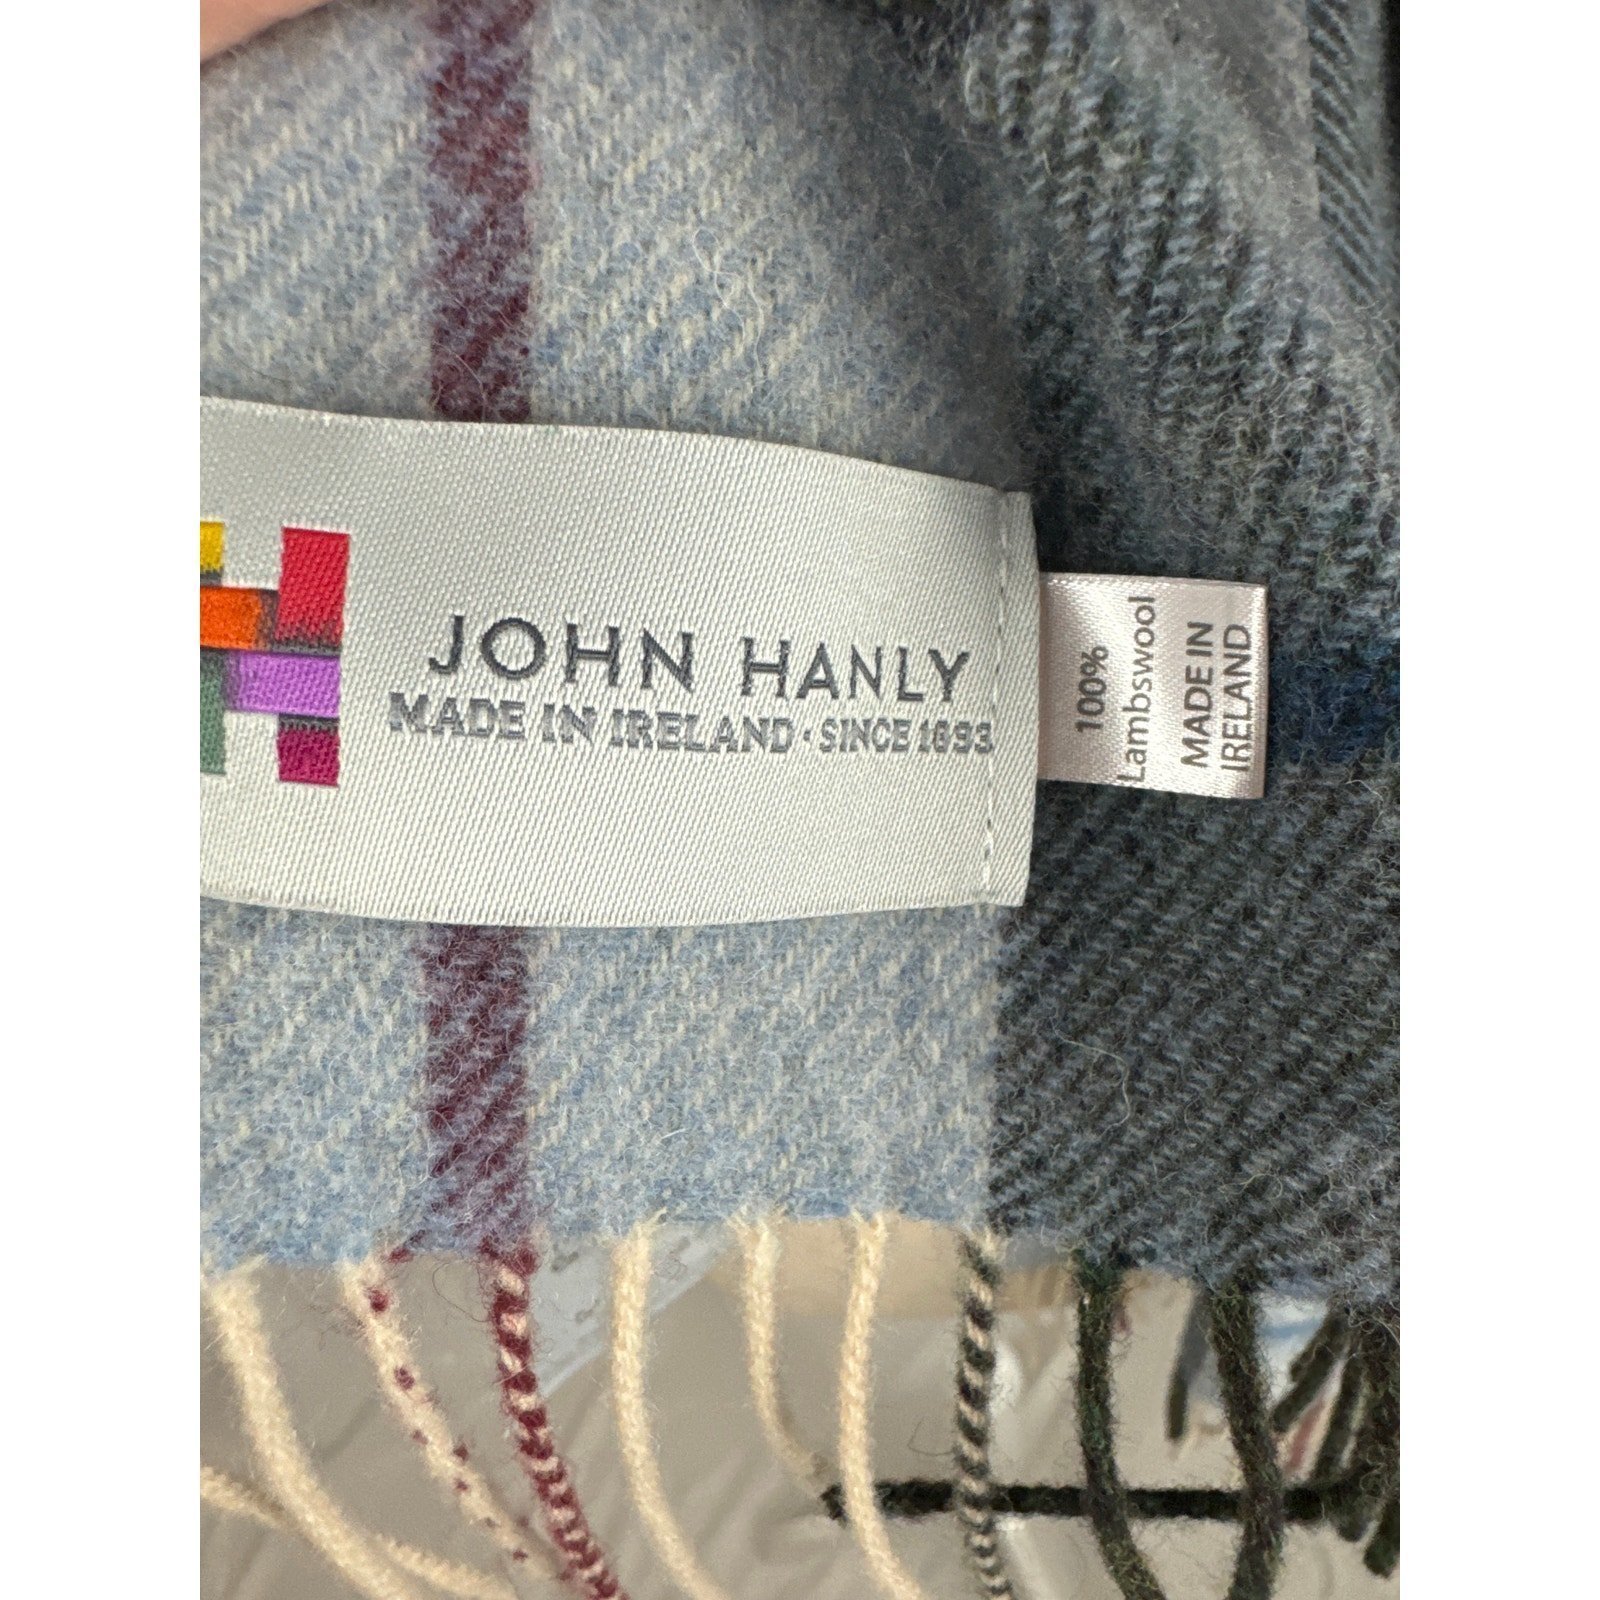 JOHN HANLY
MADE IN IRELAND · SINCE 1893
100%
Lambswool
MADE IN
IRELAND